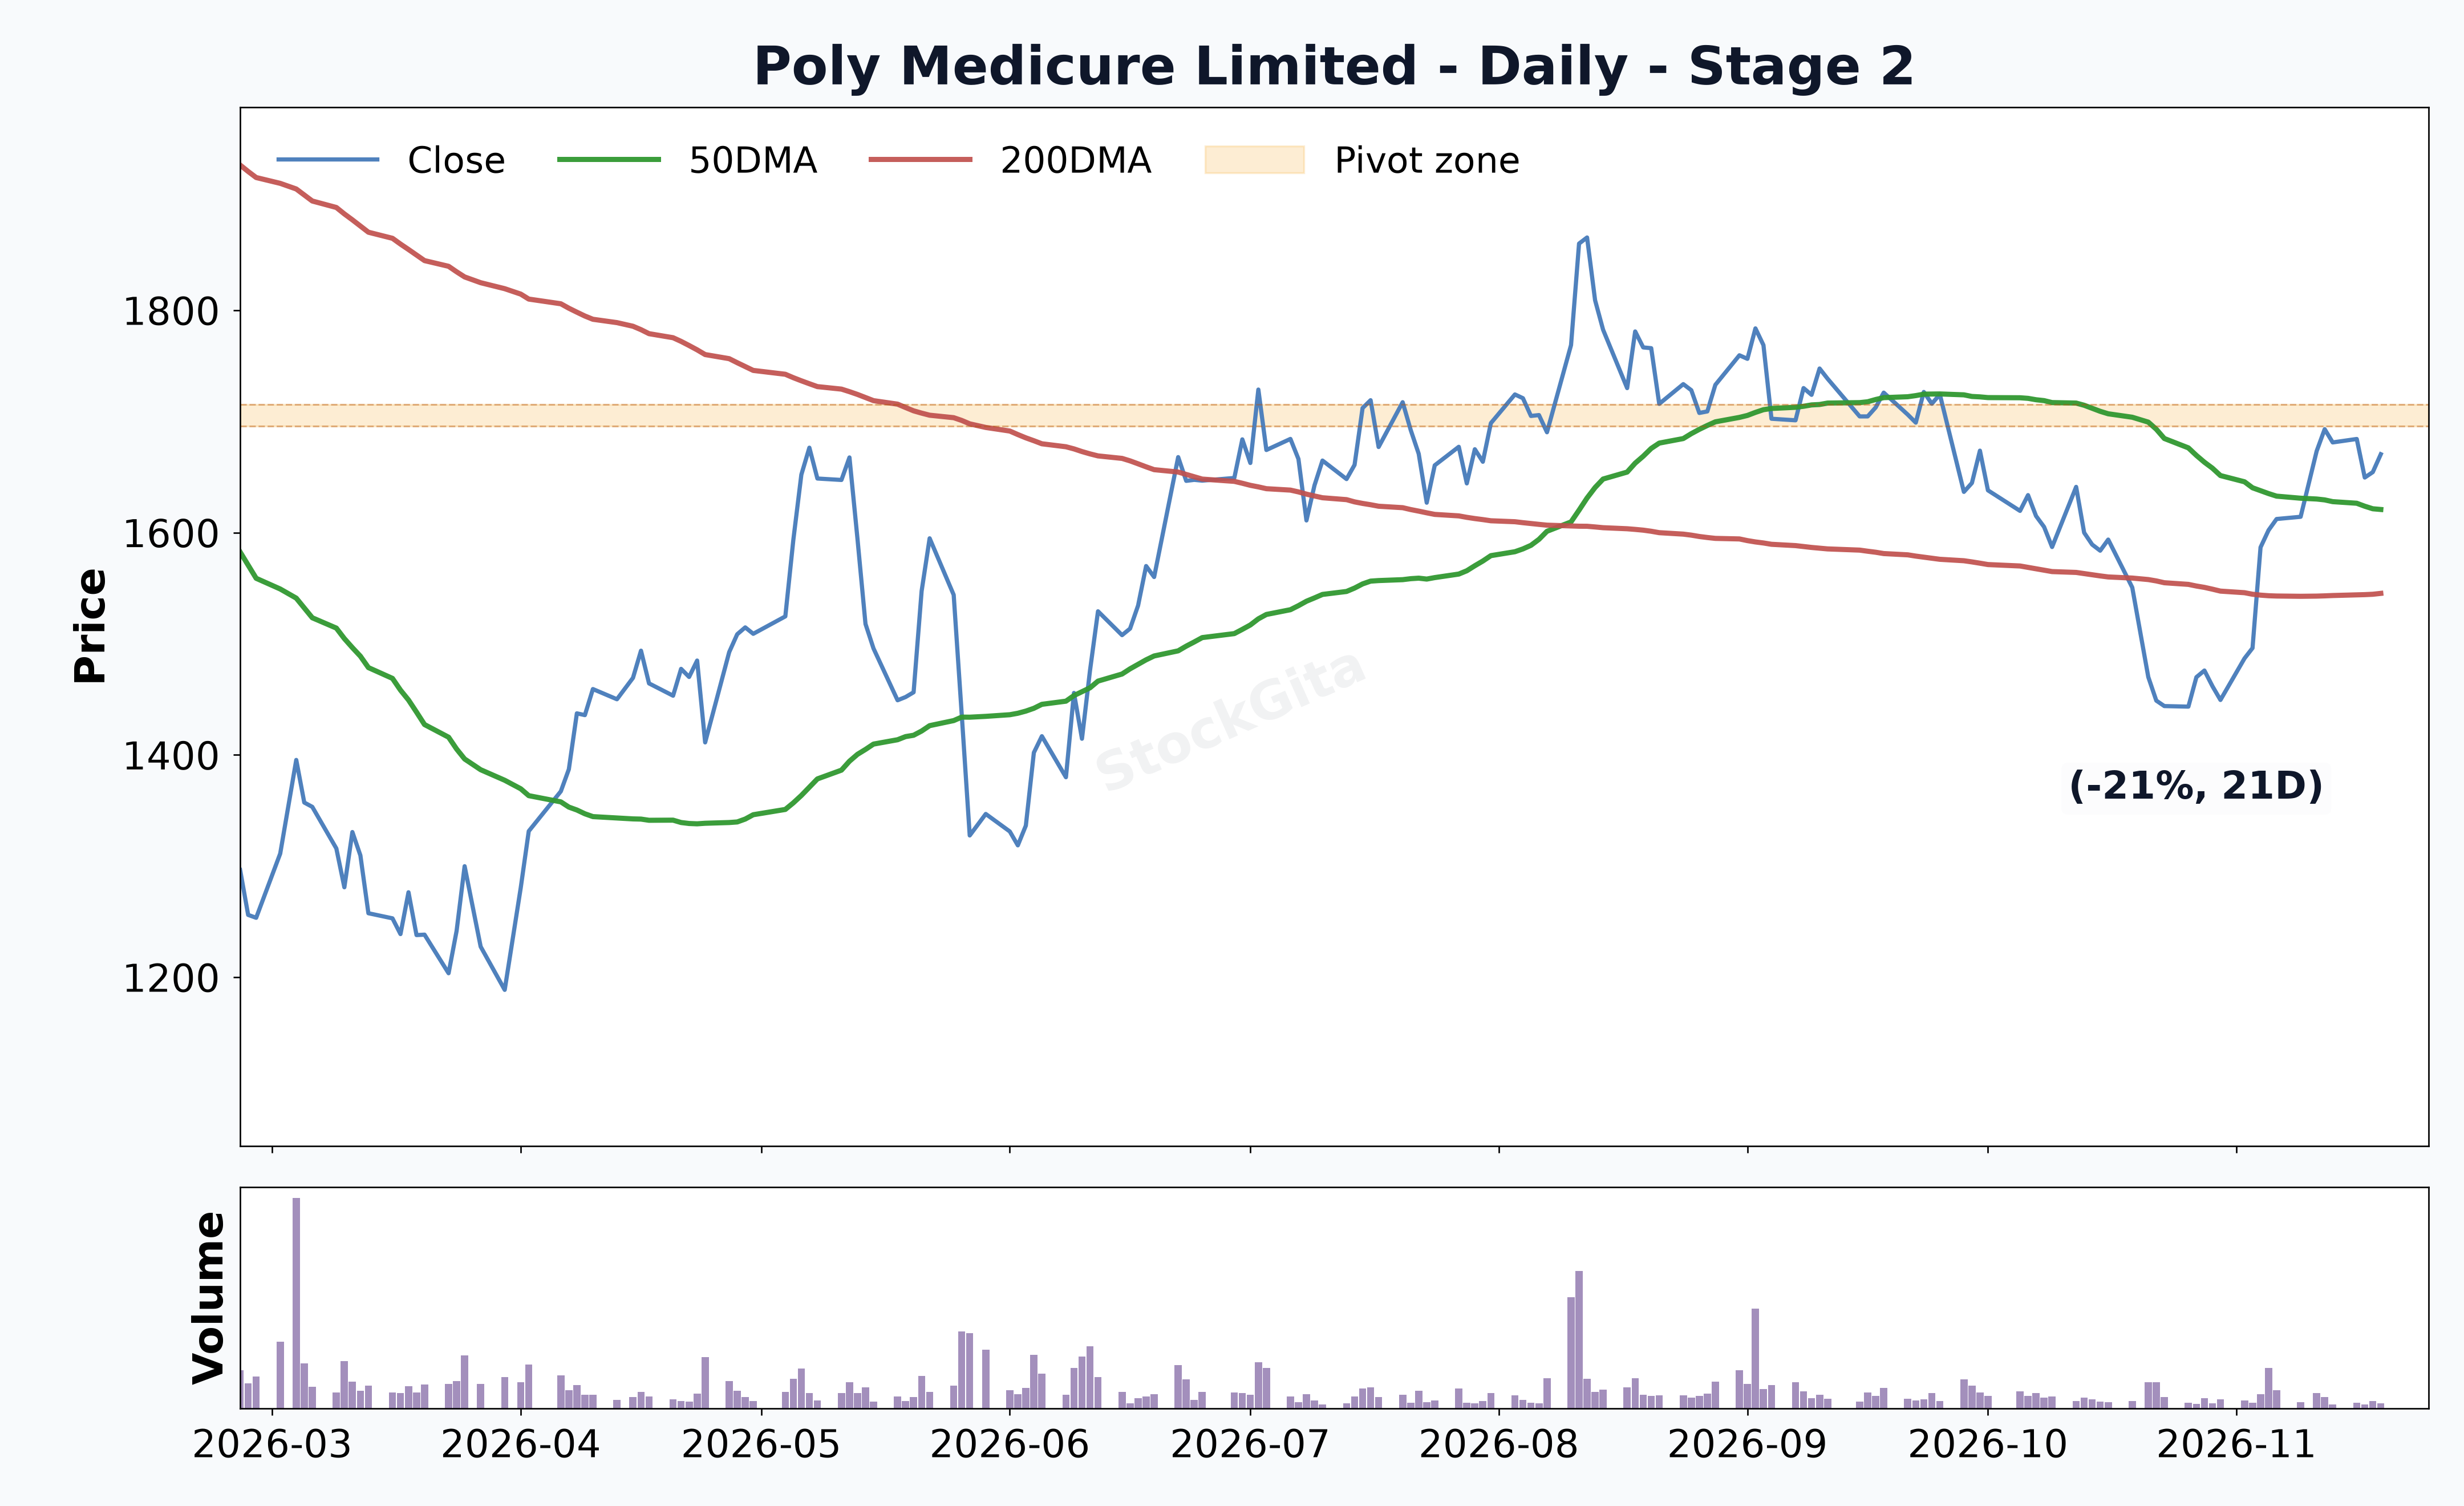 Poly Medicure Limited - Daily - Stage 2
Close 50DMA 200DMA Pivot zone
Price
1800
1600
1400
1200
StockGita
(-21%, 21D)
Volume
2026-03 2026-04 2026-05 2026-06 2026-07 2026-08 2026-09 2026-10 2026-11